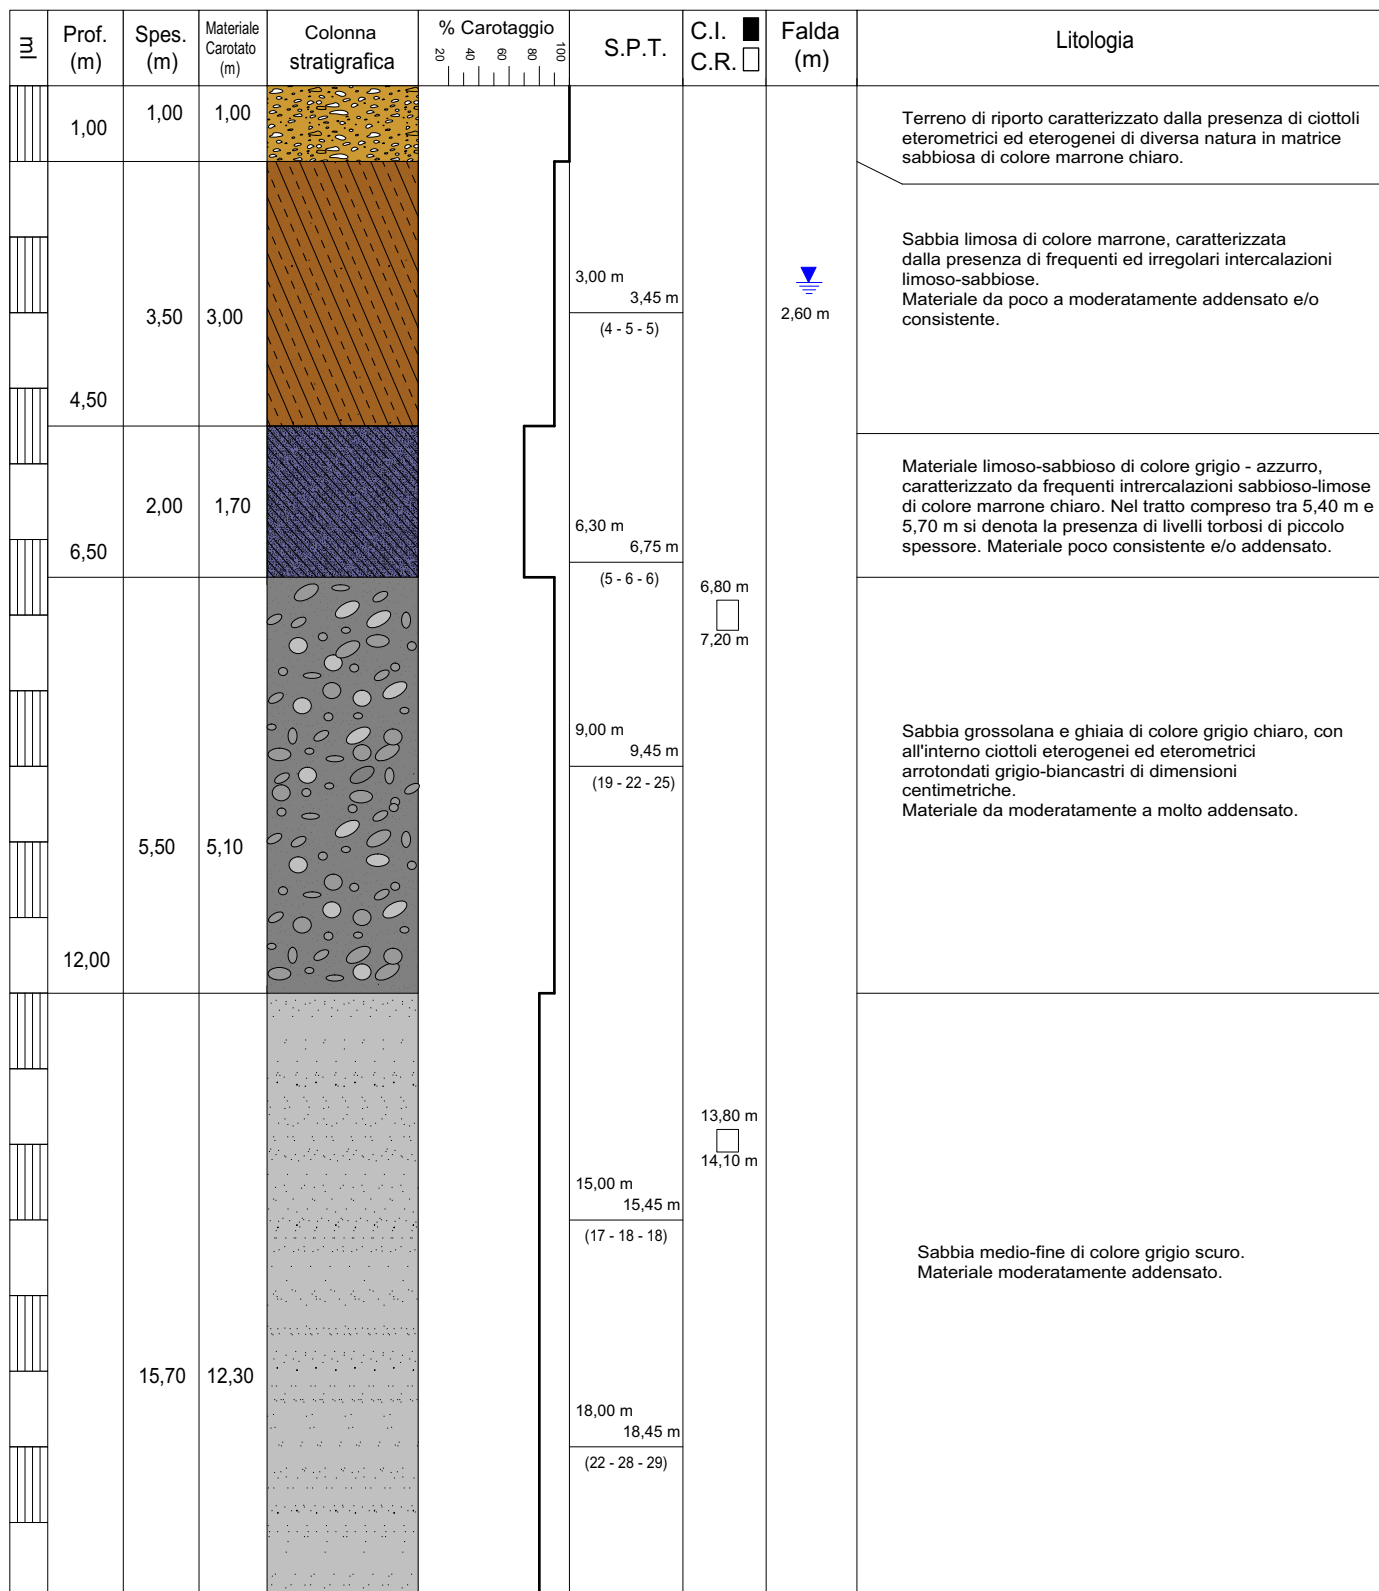 ml
Prof.
(m)
Spes.
(m)
Materiale
Carotato
(m)
Colonna
stratigrafica
% Carotaggio
20
40
60
80
100
S.P.T.
C.I.
C.R.
Falda
(m)
Litologia
1,00
1,00
1,00
Terreno di riporto caratterizzato dalla presenza di ciottoli
eterometrici ed eterogenei di diversa natura in matrice
sabbiosa di colore marrone chiaro.
4,50
3,50
3,00
3,00 m
3,45 m
(4 - 5 - 5)
2,60 m
Sabbia limosa di colore marrone, caratterizzata
dalla presenza di frequenti ed irregolari intercalazioni
limoso-sabbiose.
Materiale da poco a moderatamente addensato e/o
consistente.
6,50
2,00
1,70
6,30 m
6,75 m
(5 - 6 - 6)
Materiale limoso-sabbioso di colore grigio - azzurro,
caratterizzato da frequenti intrercalazioni sabbioso-limose
di colore marrone chiaro. Nel tratto compreso tra 5,40 m e
5,70 m si denota la presenza di livelli torbosi di piccolo
spessore. Materiale poco consistente e/o addensato.
12,00
5,50
5,10
6,80 m
7,20 m
9,00 m
9,45 m
(19 - 22 - 25)
Sabbia grossolana e ghiaia di colore grigio chiaro, con
all'interno ciottoli eterogenei ed eterometrici
arrotondati grigio-biancastri di dimensioni
centimetriche.
Materiale da moderatamente a molto addensato.
15,70
12,30
13,80 m
14,10 m
15,00 m
15,45 m
(17 - 18 - 18)
18,00 m
18,45 m
(22 - 28 - 29)
Sabbia medio-fine di colore grigio scuro.
Materiale moderatamente addensato.